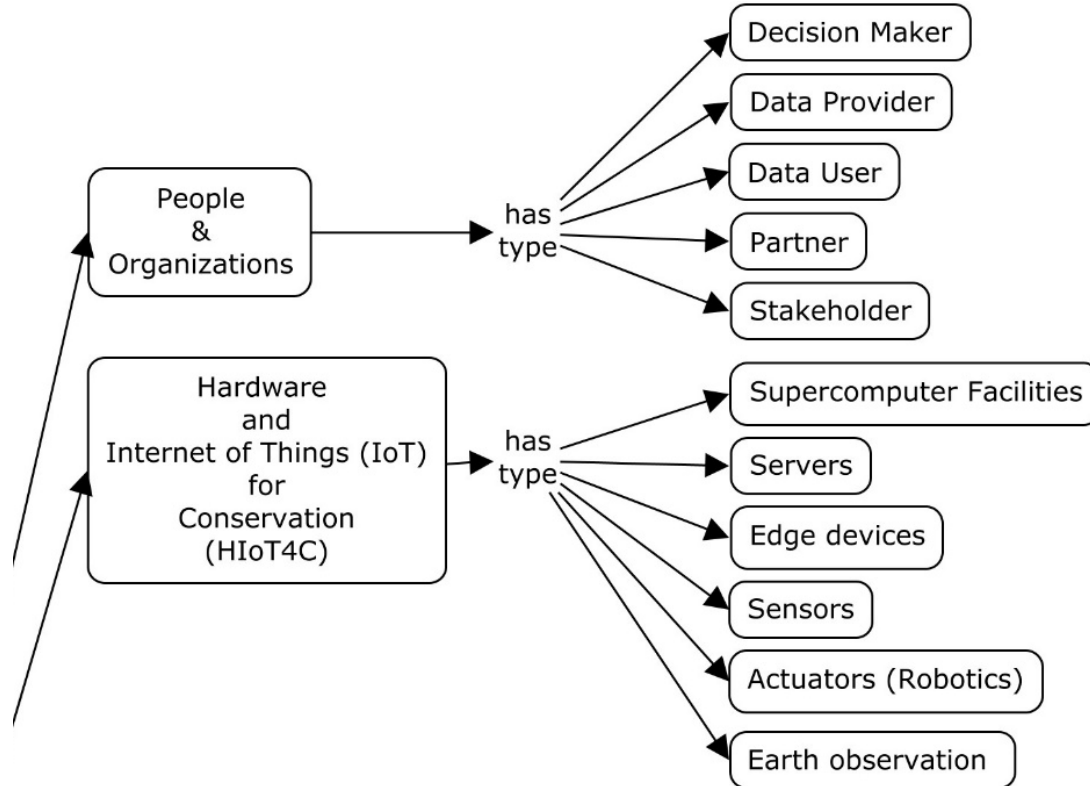 People
&
Organizations
has
type
Decision Maker
Data Provider
Data User
Partner
Stakeholder
Hardware
and
Internet of Things (IoT)
for
Conservation
(HIoT4C)
has
type
Supercomputer Facilities
Servers
Edge devices
Sensors
Actuators (Robotics)
Earth observation